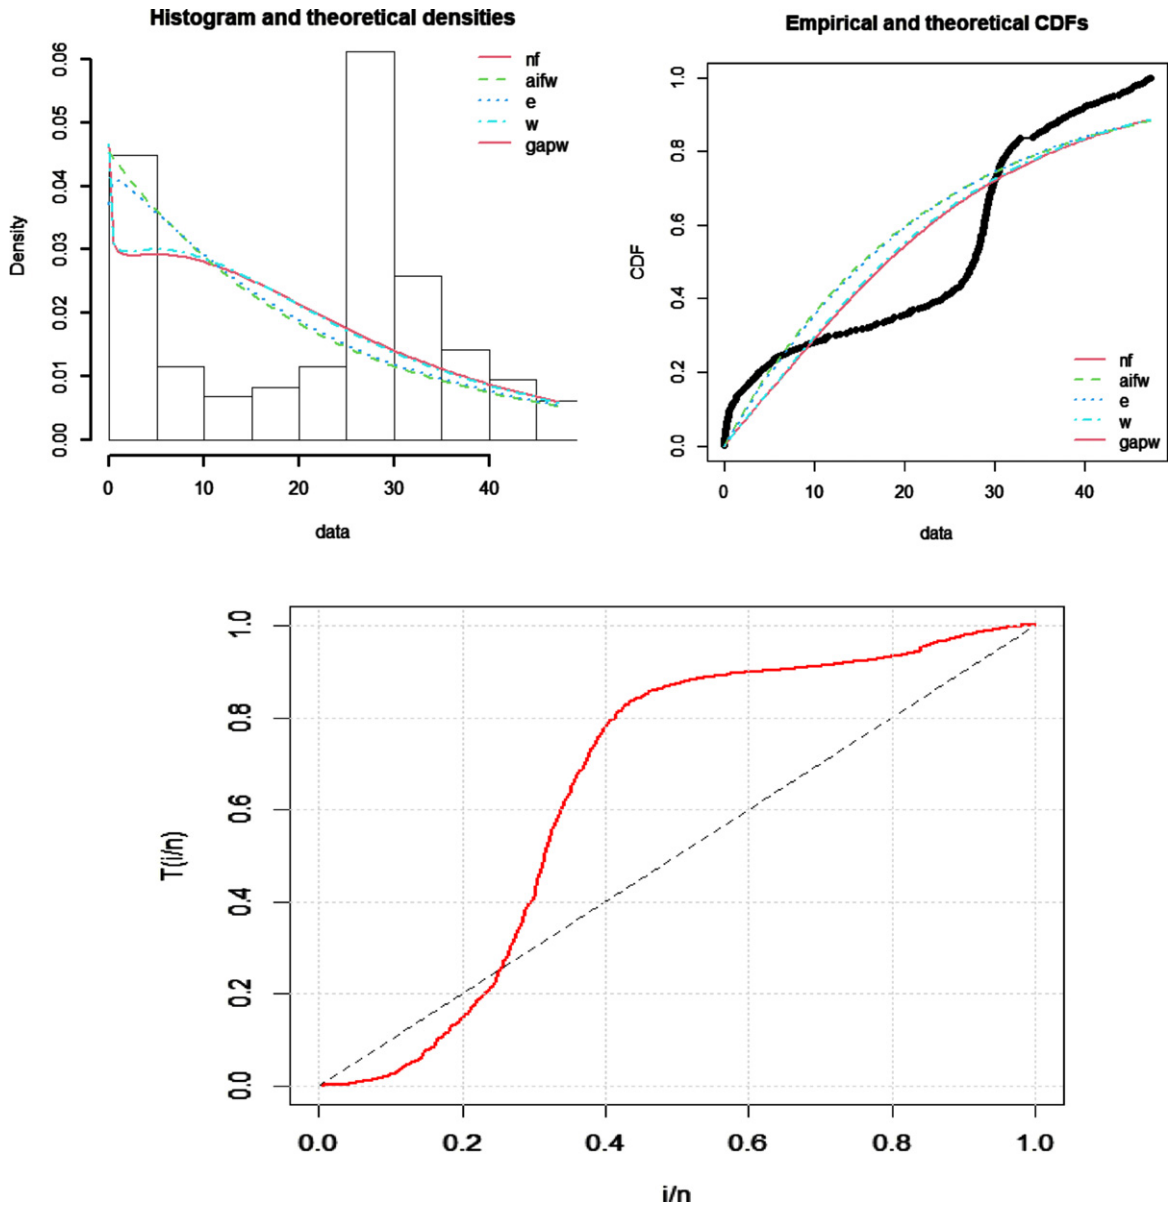 Histogram and theoretical densities
0.06
0.05
0.04
0.03
0.02
0.01
0.00
Density
nf
aifw
e
w
gapw
0 10 20 30 40
data
Empirical and theoretical CDFs
1.0
0.8
0.6
0.4
0.2
0.0
CDF
nf
aifw
e
w
gapw
0 10 20 30 40
data
1.0
0.8
0.6
0.4
0.2
0.0
T(i/n)
0.0 0.2 0.4 0.6 0.8 1.0
i/n